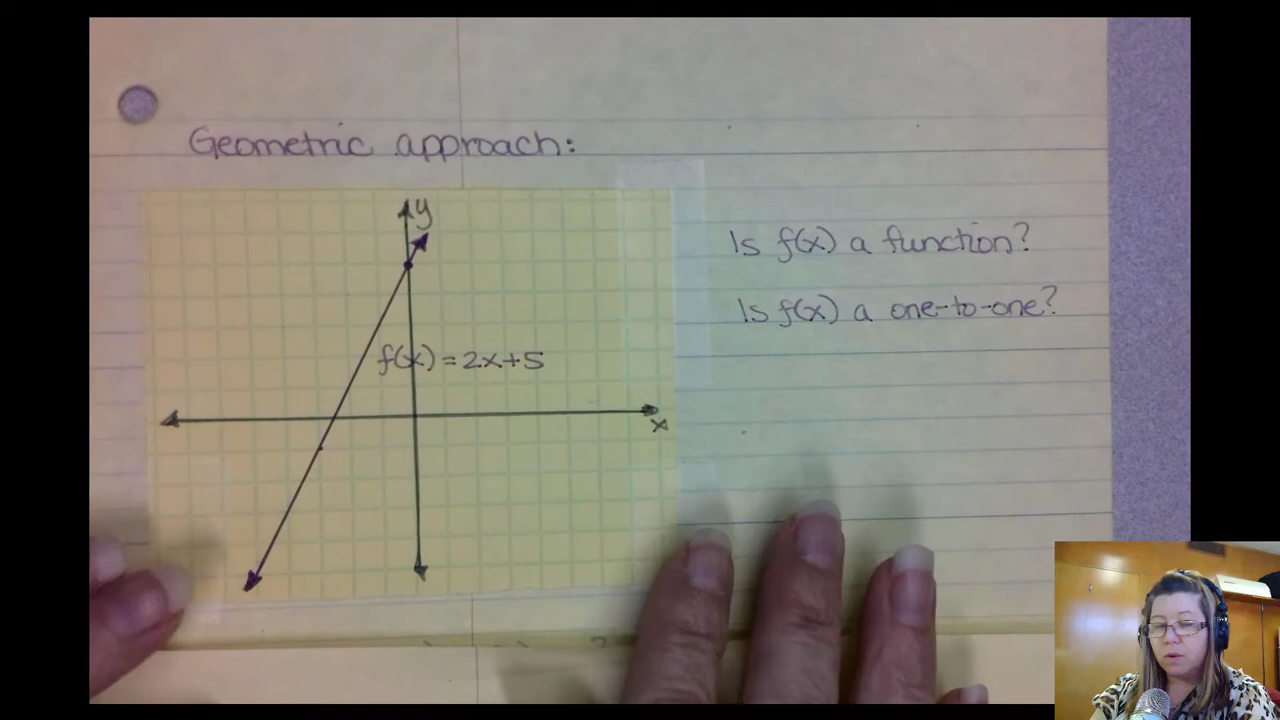 Geometric approach:
y
Is f(x) a function?
Is f(x) a one-to-one?
f(x) = 2x+5
x